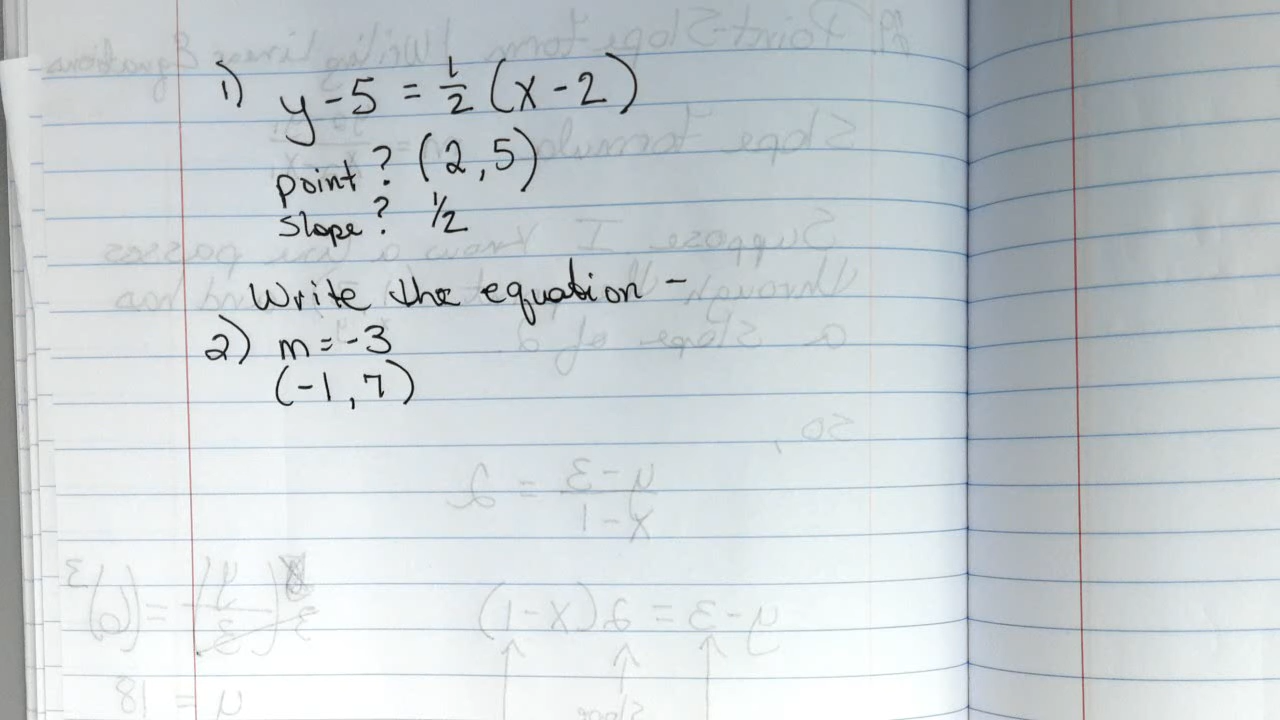 1) y - 5 = 1/2 (x - 2)
point? (2, 5)
slope? 1/2
Write the equation -
2) m = -3
(-1, 7)